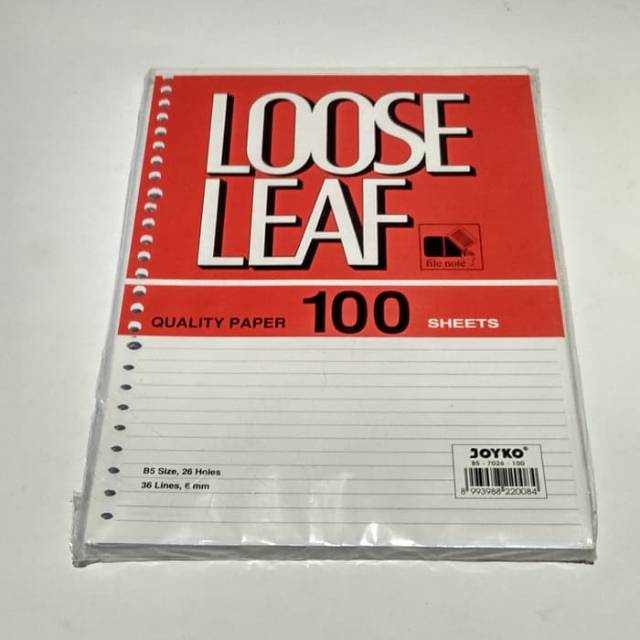 LOOSE
LEAF
file note
QUALITY PAPER 100 SHEETS
B5 Size, 26 Holes
36 Lines, 6 mm
JOYKO®
B5 - 7026 - 100
8 993988 220084